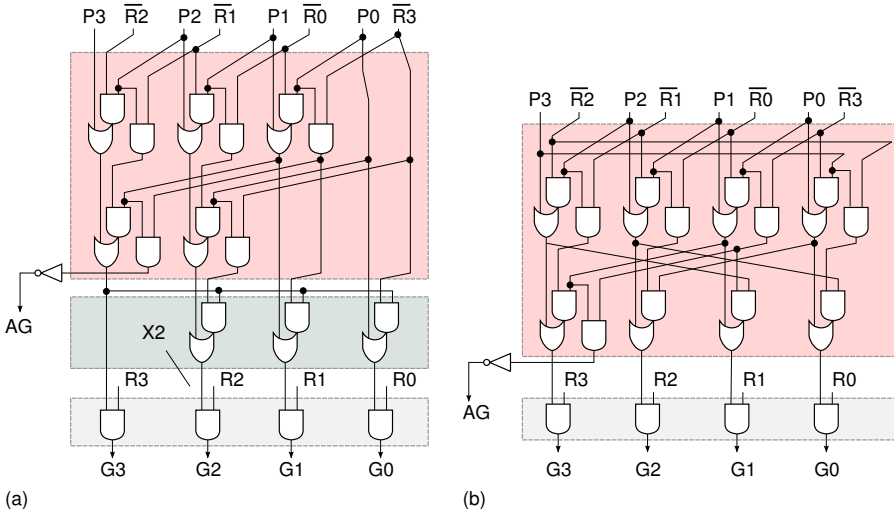 P3 R̅2̅ P2 R̅1̅ P1 R̅0̅ P0 R̅3̅
AG
X2
R3 R2 R1 R0
G3 G2 G1 G0
(a)
P3 R̅2̅ P2 R̅1̅ P1 R̅0̅ P0 R̅3̅
AG
R3 R2 R1 R0
G3 G2 G1 G0
(b)